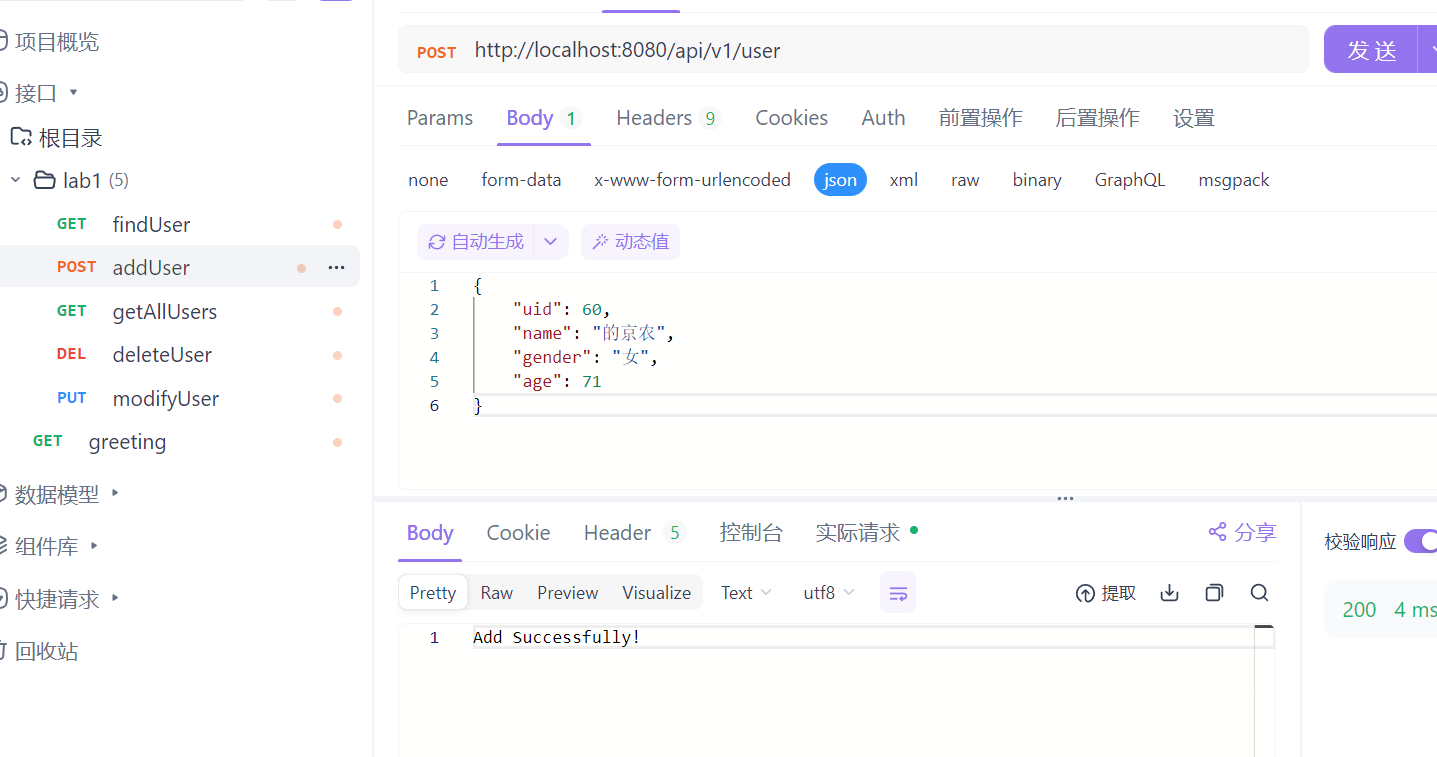 项目概览
接口
根目录
lab1 (5)
GET findUser
POST addUser
GET getAllUsers
DEL deleteUser
PUT modifyUser
GET greeting
数据模型
组件库
快捷请求
回收站
POST http://localhost:8080/api/v1/user
发送
Params Body 1 Headers 9 Cookies Auth 前置操作 后置操作 设置
none form-data x-www-form-urlencoded json xml raw binary GraphQL msgpack
自动生成 动态值
1 {
2 "uid": 60,
3 "name": "的京农",
4 "gender": "女",
5 "age": 71
6 }
Body Cookie Header 5 控制台 实际请求 分享
Pretty Raw Preview Visualize Text utf8 提取
1 Add Successfully!
校验响应
200 4 ms